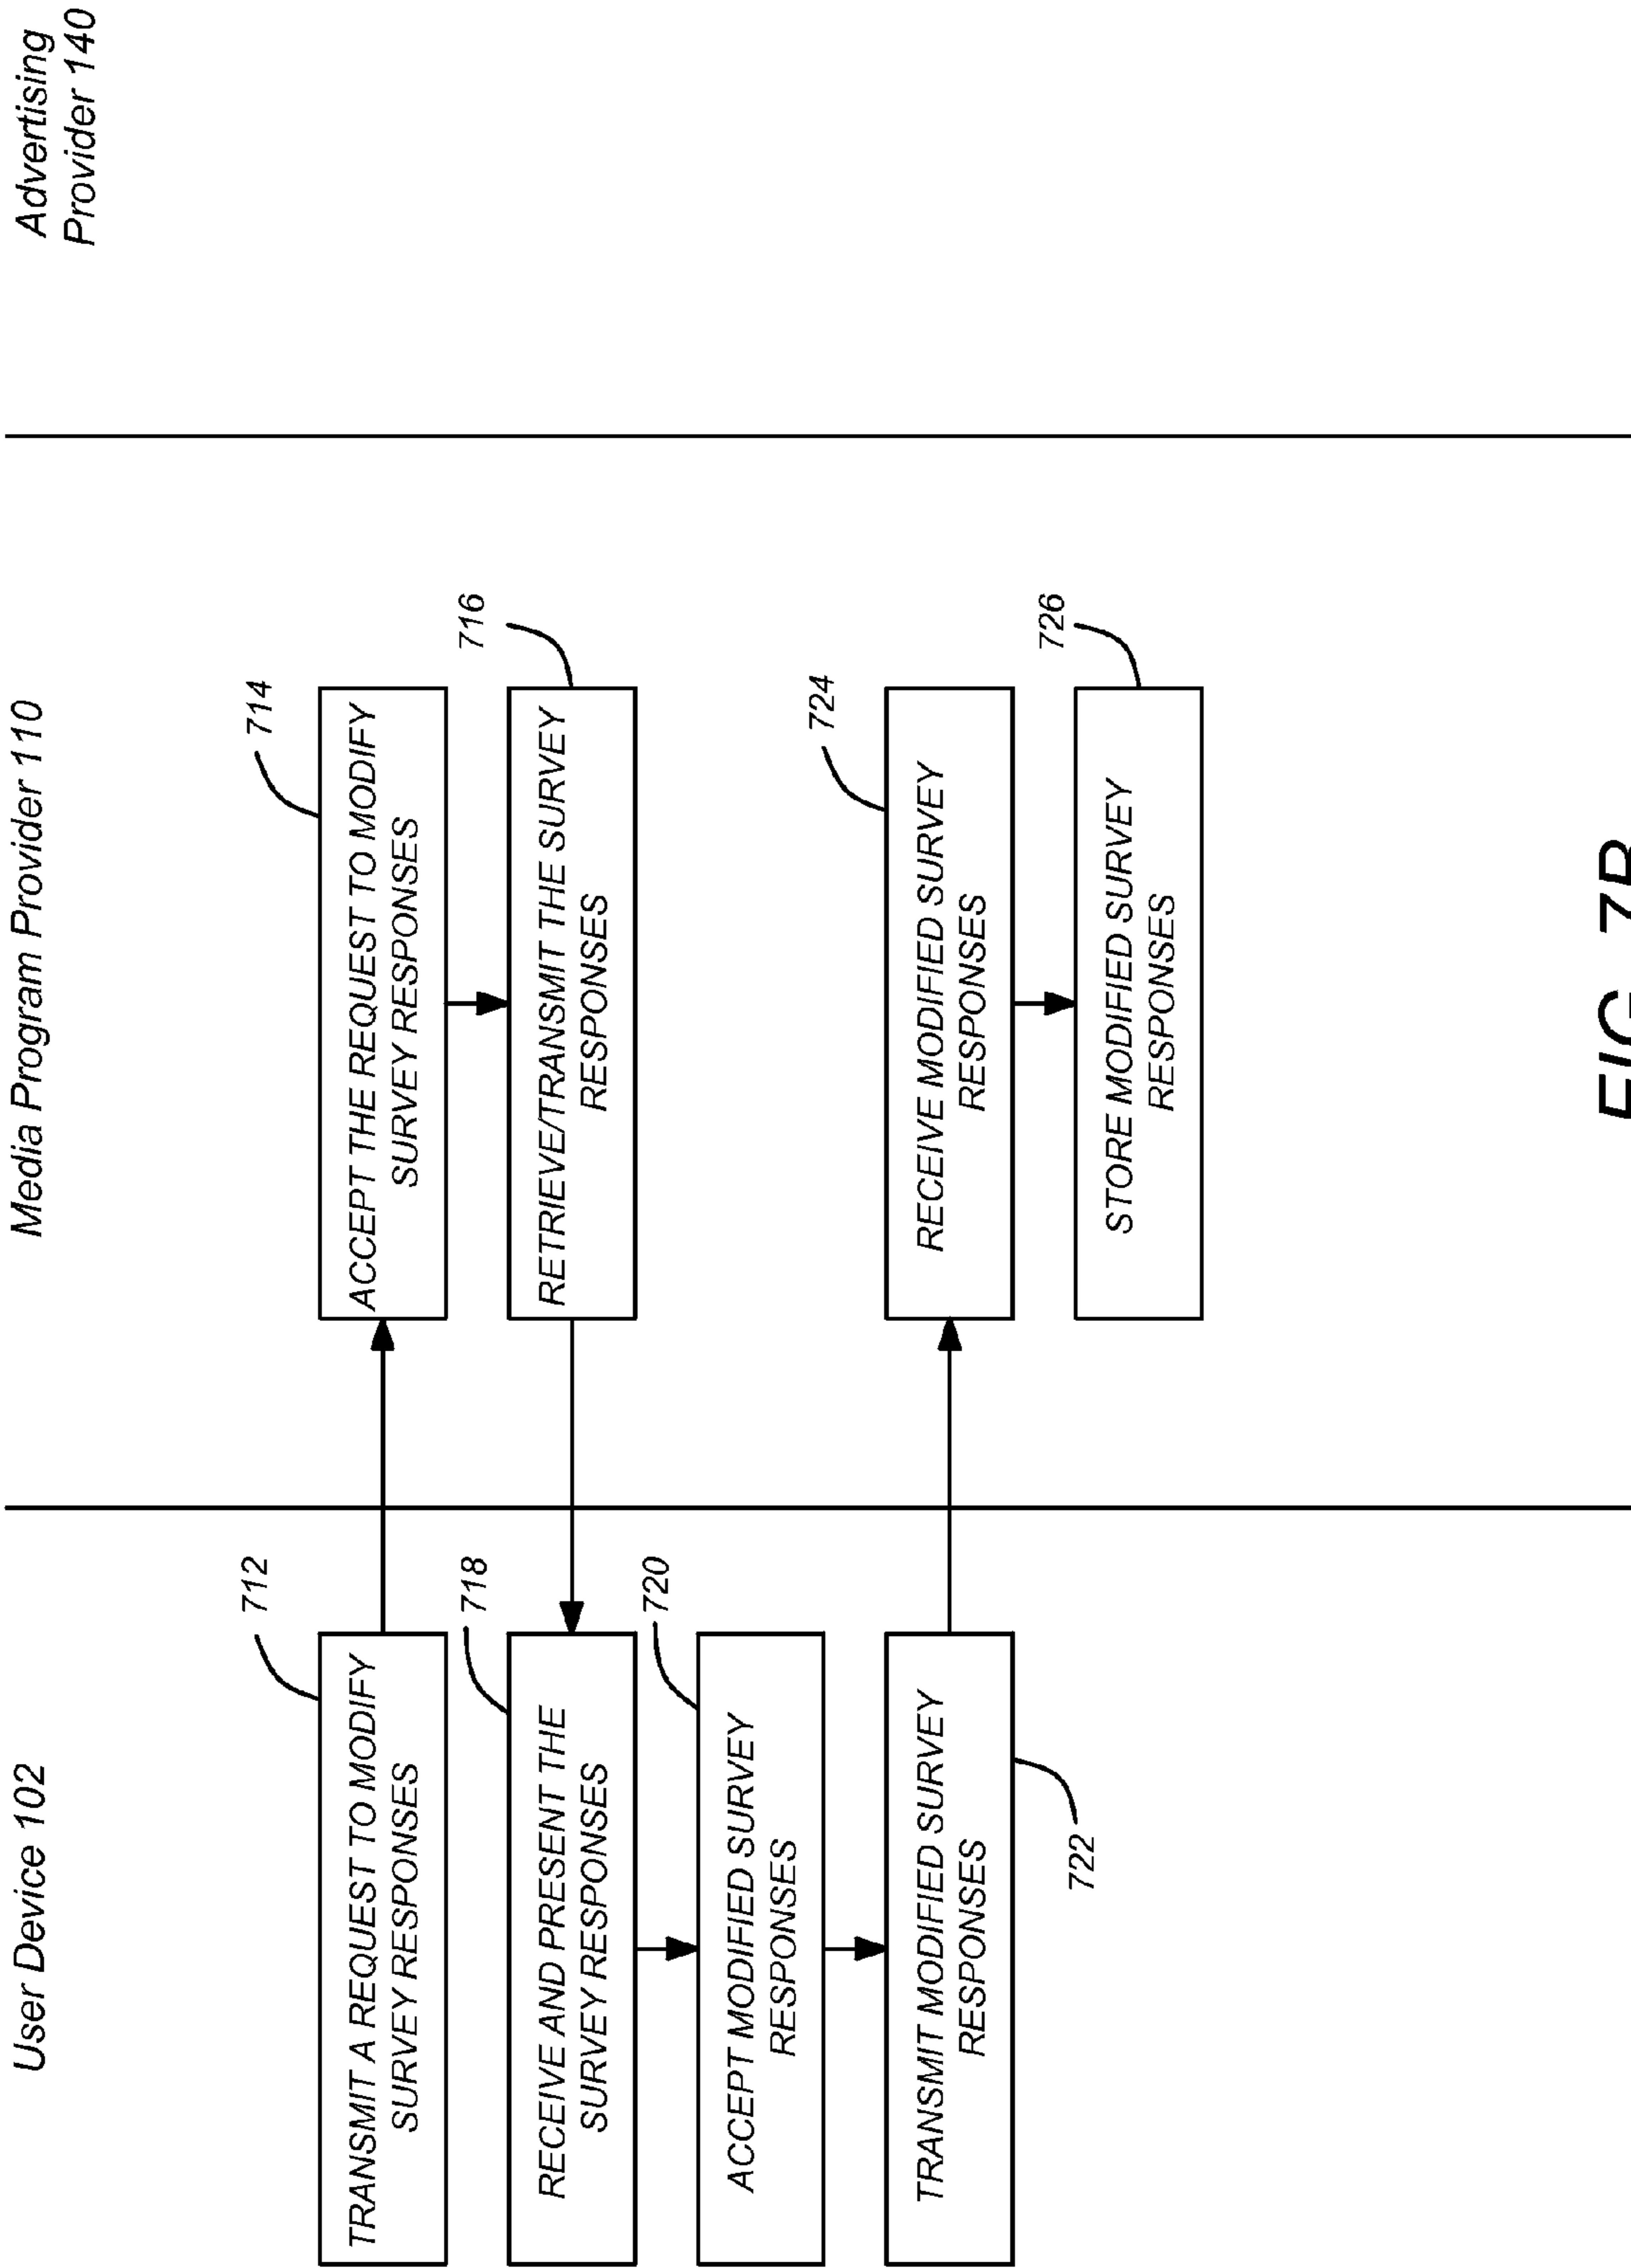 User Device 102
Media Program Provider 110
Advertising
Provider 140
712
TRANSMIT A REQUEST TO MODIFY
SURVEY RESPONSES
714
ACCEPT THE REQUEST TO MODIFY
SURVEY RESPONSES
716
RETRIEVE/TRANSMIT THE SURVEY
RESPONSES
718
RECEIVE AND PRESENT THE
SURVEY RESPONSES
720
ACCEPT MODIFIED SURVEY
RESPONSES
TRANSMIT MODIFIED SURVEY
RESPONSES
722
724
RECEIVE MODIFIED SURVEY
RESPONSES
726
STORE MODIFIED SURVEY
RESPONSES
FIG. 7B